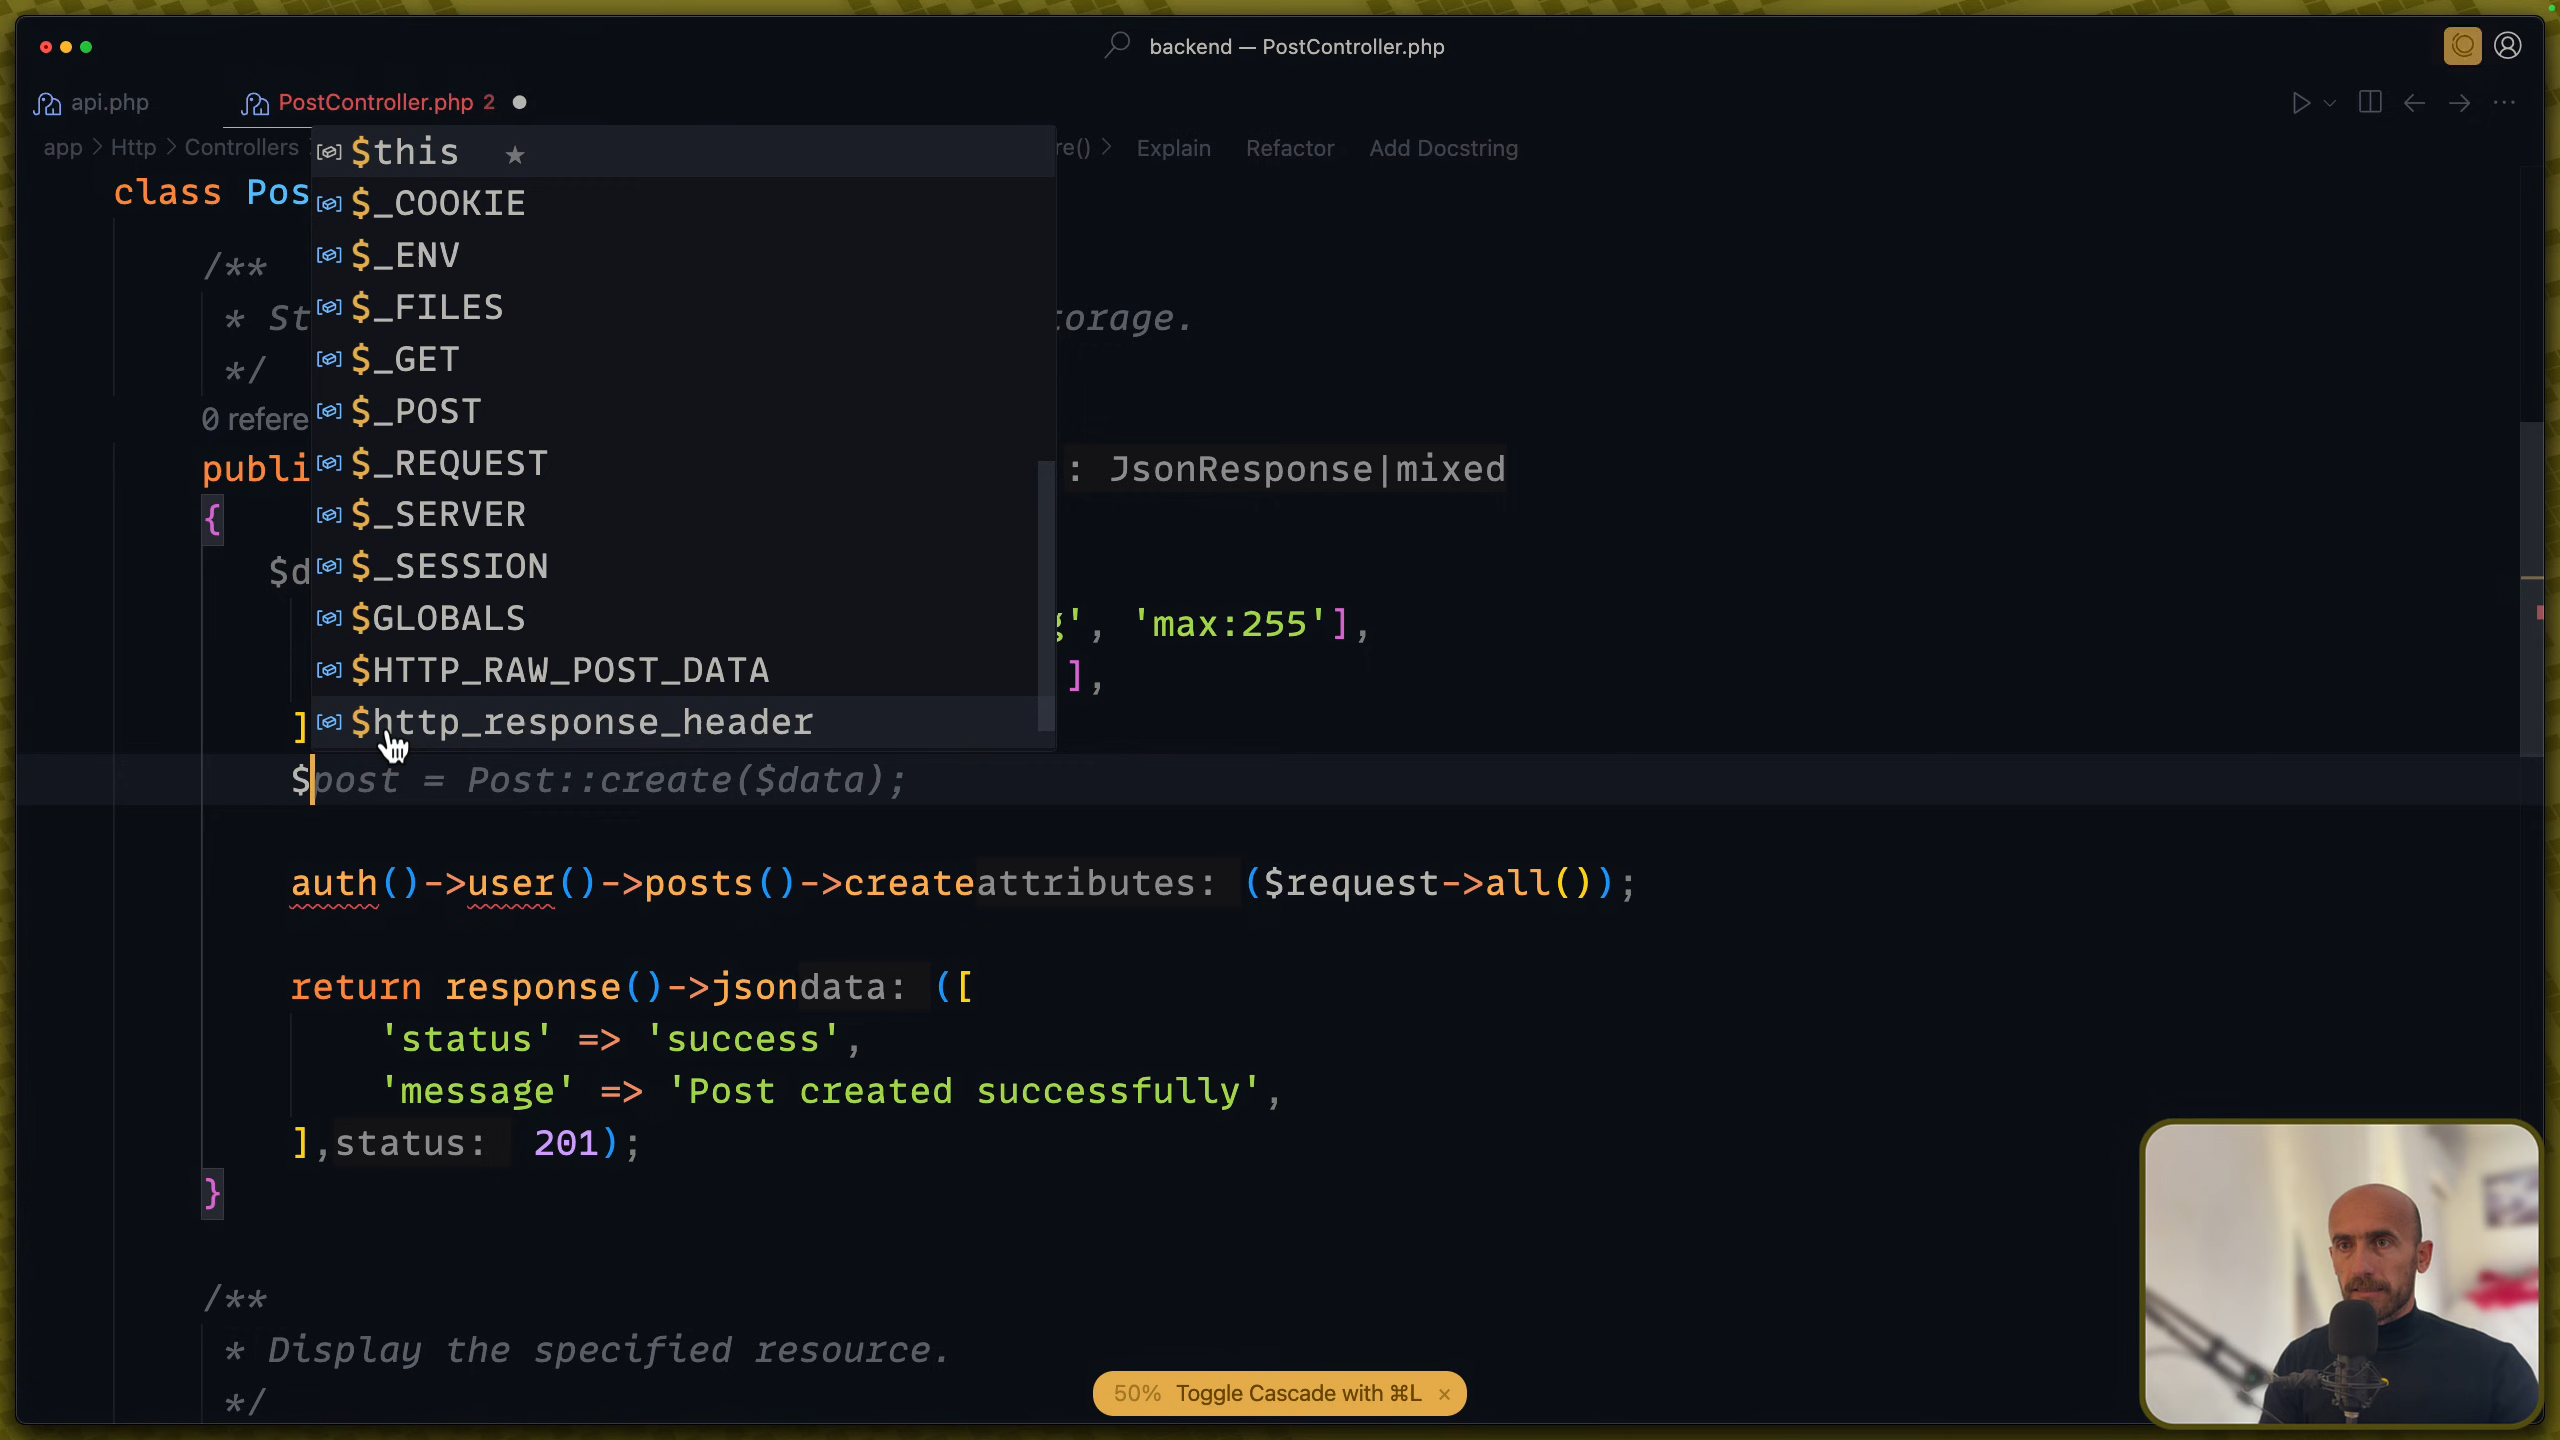 backend — PostController.php
api.php
PostController.php 2
app > Http > Controllers
re() > Explain Refactor Add Docstring
$this ★
$_COOKIE
$_ENV
$_FILES
$_GET
$_POST
$_REQUEST
$_SERVER
$_SESSION
$GLOBALS
$HTTP_RAW_POST_DATA
$http_response_header
class Pos
/**
* St torage.
*/
0 refere
publi : JsonResponse|mixed
{
$d
', 'max:255'],
],
]
$post = Post::create($data);
auth()->user()->posts()->createattributes: ($request->all());
return response()->jsondata: ([
'status' => 'success',
'message' => 'Post created successfully',
],status: 201);
}
/**
* Display the specified resource.
*/
50% Toggle Cascade with ⌘L ×